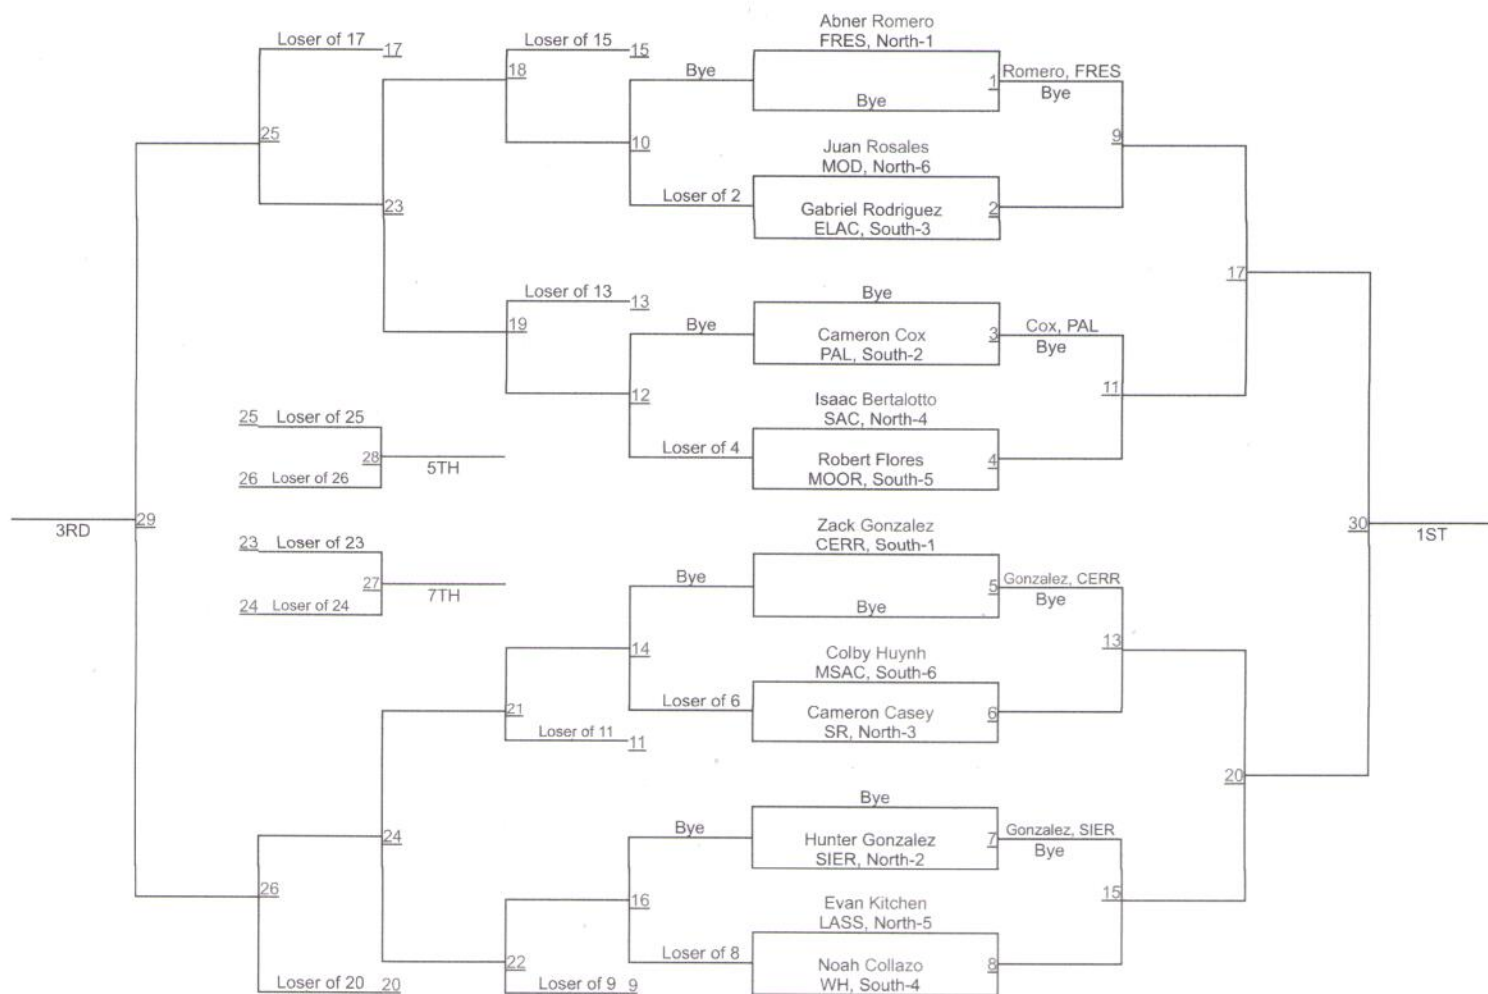 Abner Romero
FRES, North-1
Loser of 17
17
Loser of 15
15
18
Bye
1
Romero, FRES
Bye
Bye
25
10
9
Juan Rosales
MOD, North-6
Loser of 2
23
Gabriel Rodriguez
2
ELAC, South-3
17
Loser of 13
13
Bye
19
Bye
Cameron Cox
3
Cox, PAL
PAL, South-2
Bye
12
11
Isaac Bertalotto
SAC, North-4
25
Loser of 25
Loser of 4
28
5TH
Robert Flores
4
MOOR, South-5
26
Loser of 26
29
3RD
30
1ST
Zack Gonzalez
CERR, South-1
23
Loser of 23
27
7TH
Bye
5
Gonzalez, CERR
Bye
Bye
24
Loser of 24
14
13
Colby Huynh
MSAC, South-6
21
Loser of 6
Cameron Casey
6
SR, North-3
Loser of 11
11
20
Bye
24
Bye
Hunter Gonzalez
7
Gonzalez, SIER
SIER, North-2
Bye
26
16
15
Evan Kitchen
LASS, North-5
22
Loser of 8
Noah Collazo
8
WH, South-4
Loser of 20
20
Loser of 9
9